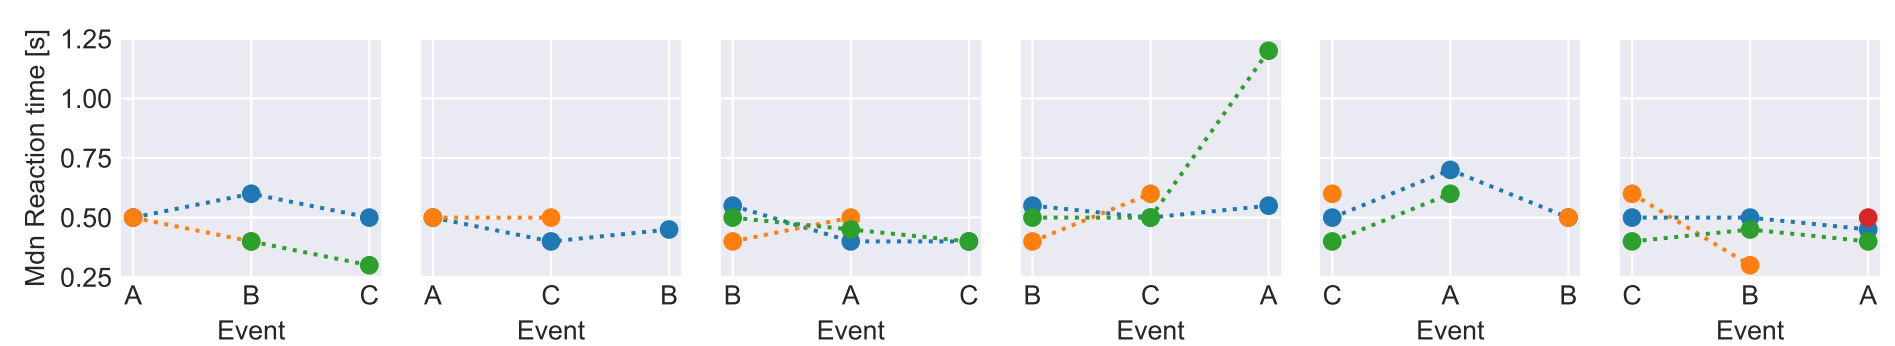 Mdn Reaction time [s]
1.25
1.00
0.75
0.50
0.25
A B C
Event
A C B
Event
B A C
Event
B C A
Event
C A B
Event
C B A
Event